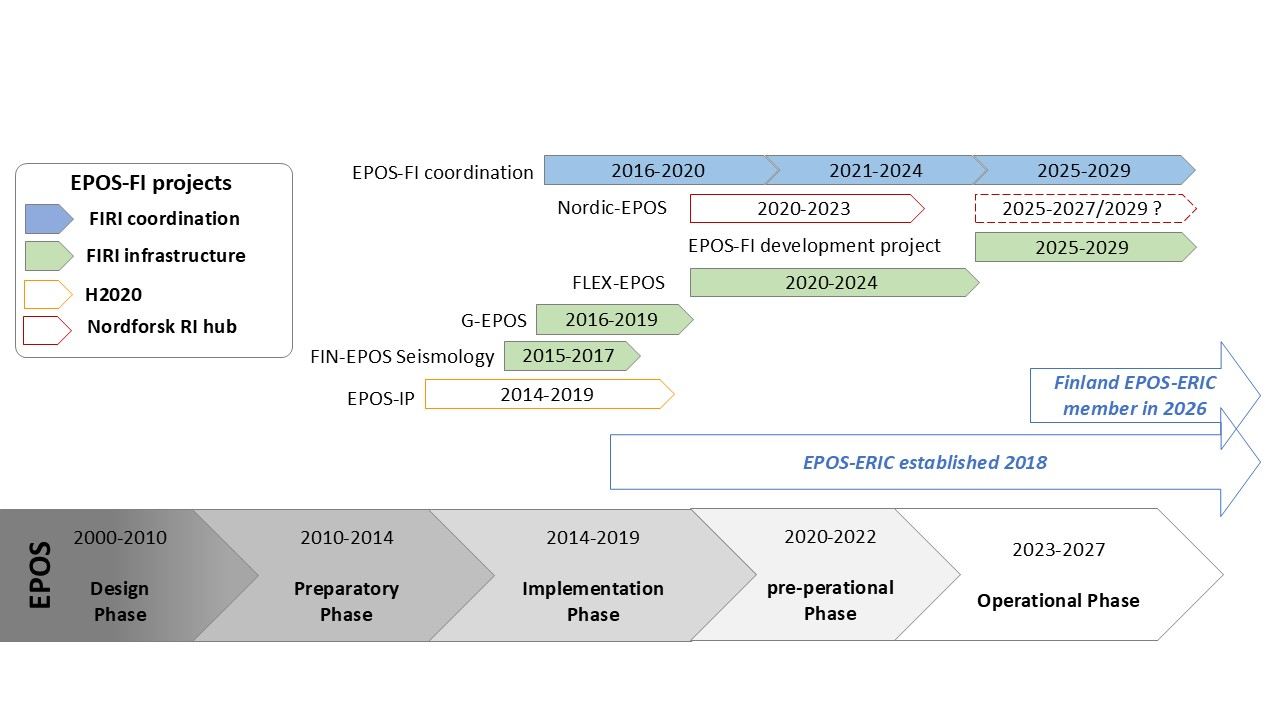 EPOS-FI projects
FIRI coordination
FIRI infrastructure
H2020
Nordforsk RI hub
EPOS-FI coordination
2016-2020
2021-2024
2025-2029
Nordic-EPOS
2020-2023
2025-2027/2029 ?
EPOS-FI development project
2025-2029
FLEX-EPOS
2020-2024
G-EPOS
2016-2019
FIN-EPOS Seismology
2015-2017
EPOS-IP
2014-2019
Finland EPOS-ERIC
member in 2026
EPOS-ERIC established 2018
EPOS
2000-2010
Design
Phase
2010-2014
Preparatory
Phase
2014-2019
Implementation
Phase
2020-2022
pre-perational
Phase
2023-2027
Operational Phase